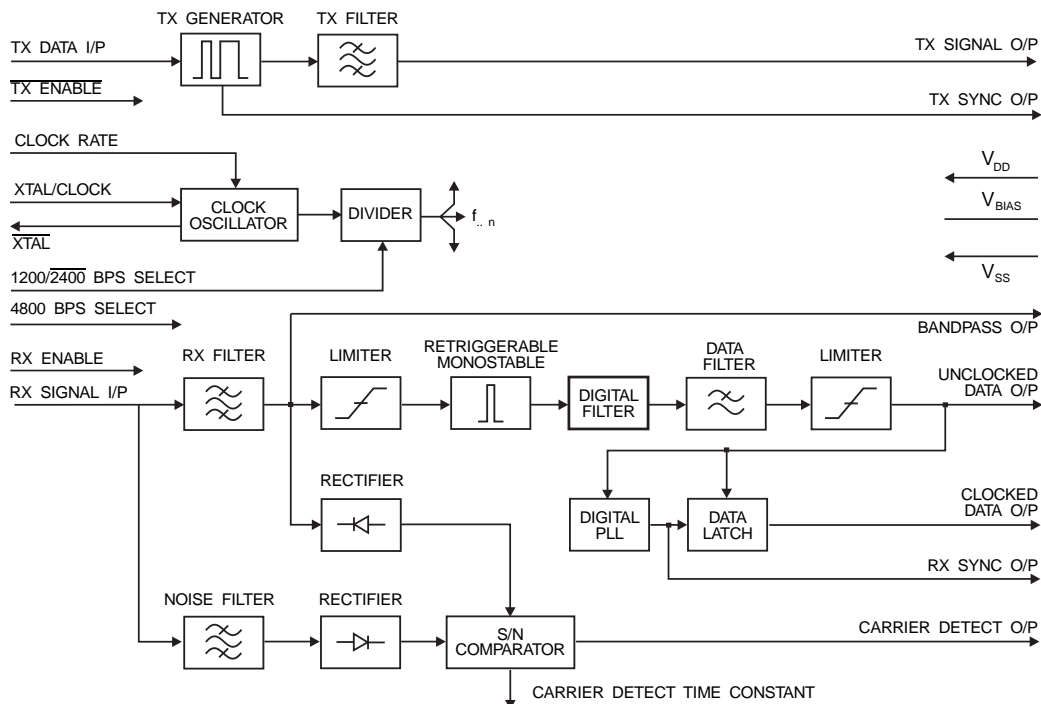 TX GENERATOR
TX FILTER
TX DATA I/P
TX SIGNAL O/P
TX ENABLE
TX SYNC O/P
CLOCK RATE
XTAL/CLOCK
CLOCK
OSCILLATOR
DIVIDER
f.. n
VDD
VBIAS
XTAL
VSS
1200/2400 BPS SELECT
4800 BPS SELECT
BANDPASS O/P
RX ENABLE
RX SIGNAL I/P
RX FILTER
LIMITER
RETRIGGERABLE
MONOSTABLE
DIGITAL
FILTER
DATA
FILTER
LIMITER
UNCLOCKED
DATA O/P
RECTIFIER
DIGITAL
PLL
DATA
LATCH
CLOCKED
DATA O/P
RX SYNC O/P
NOISE FILTER
RECTIFIER
S/N
COMPARATOR
CARRIER DETECT O/P
CARRIER DETECT TIME CONSTANT